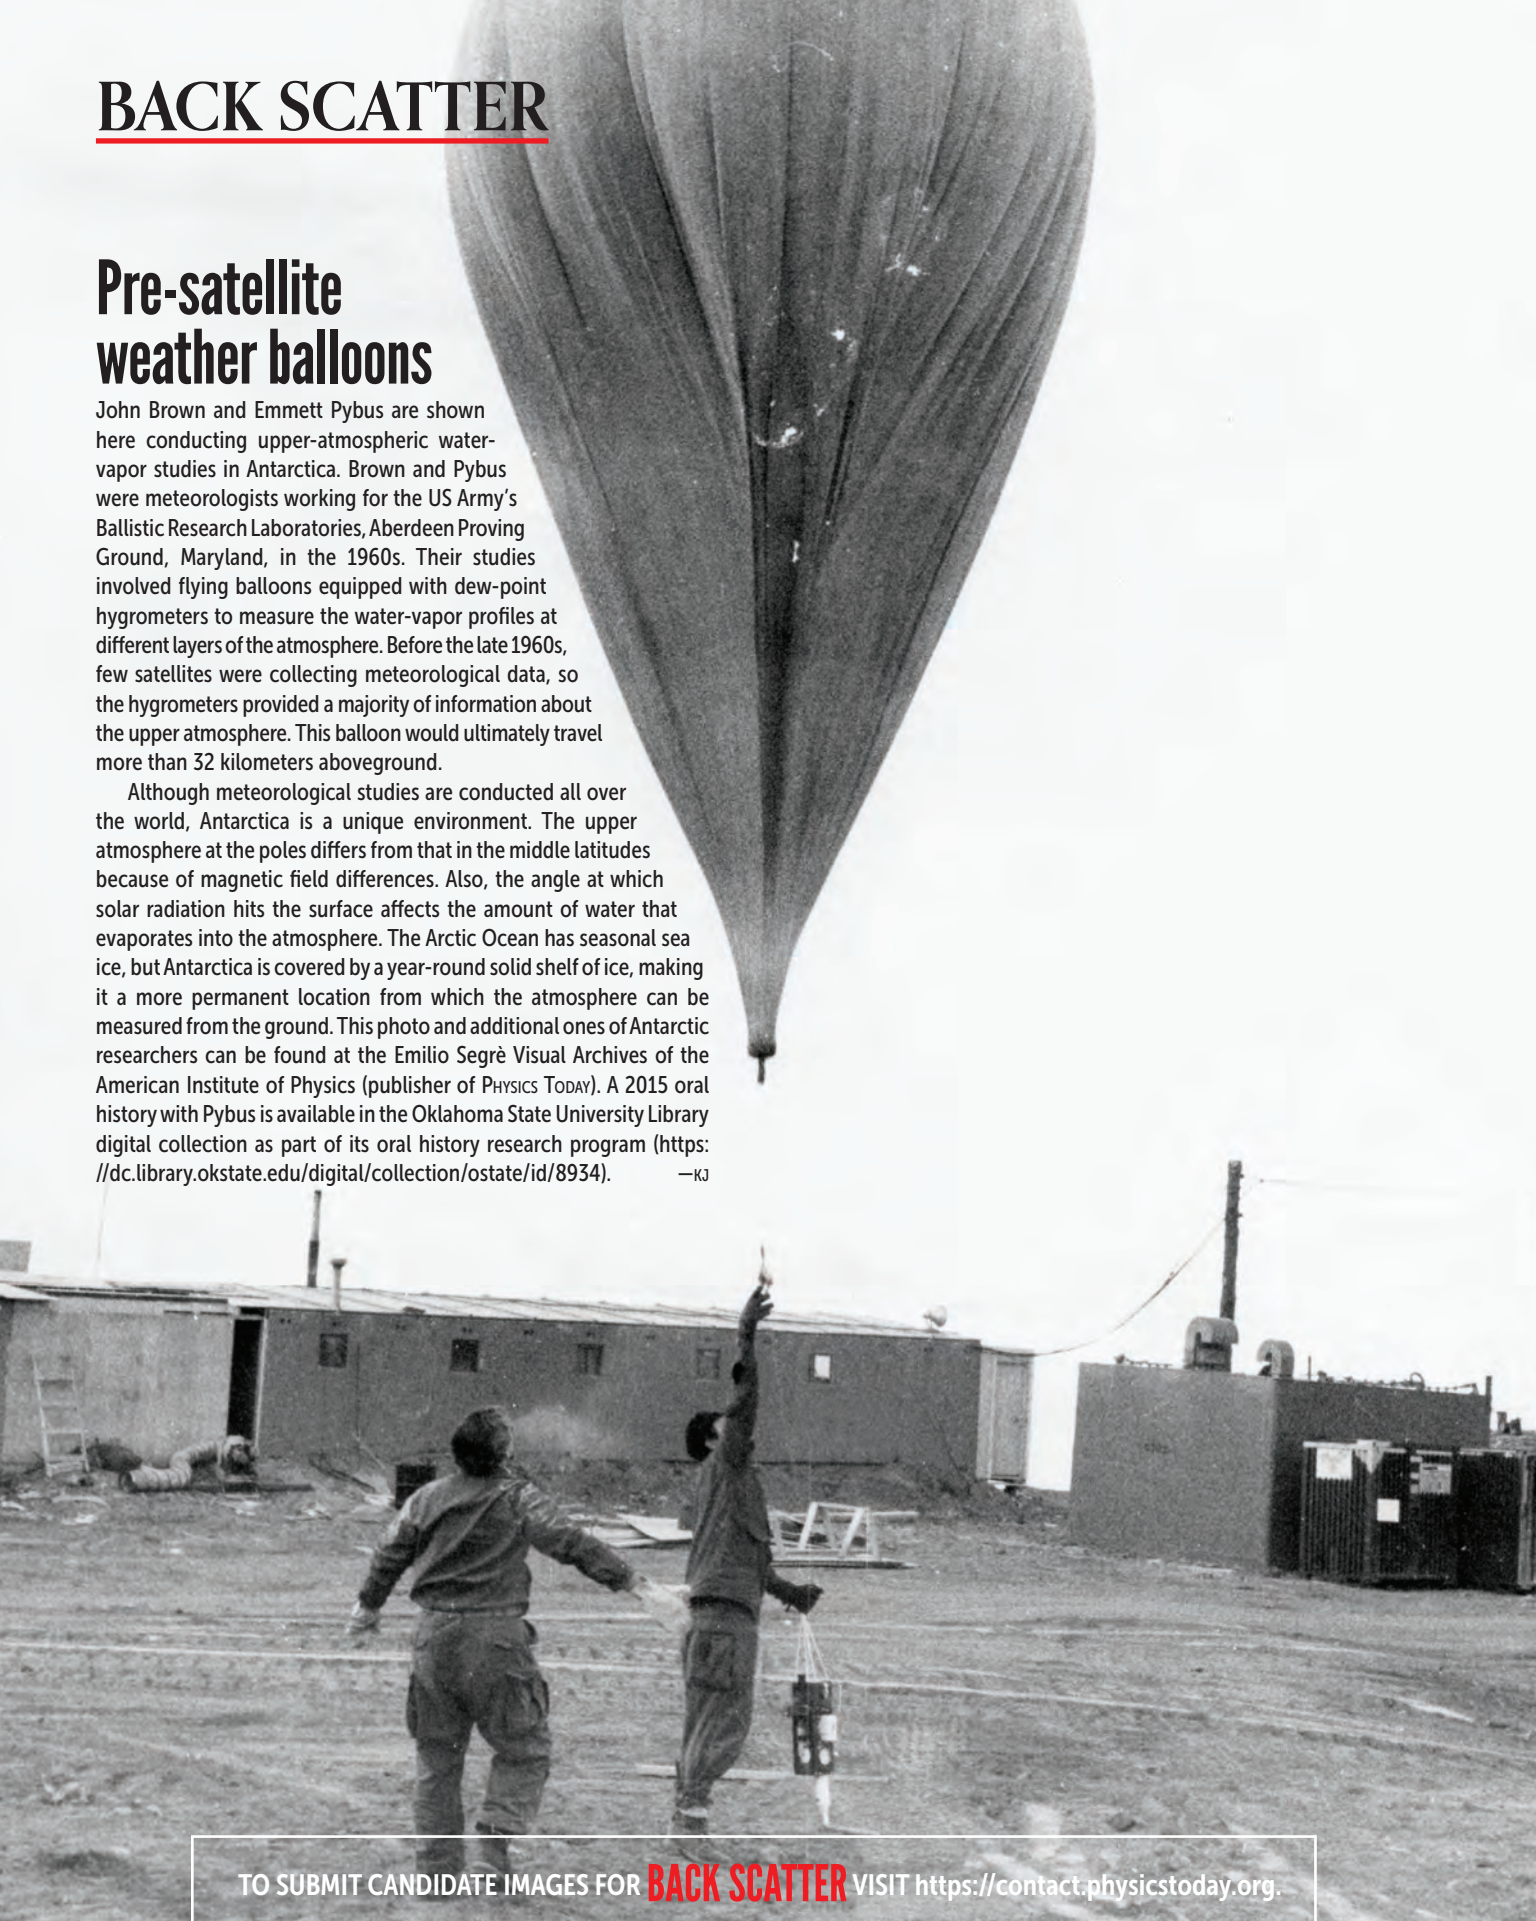 BACK SCATTER
Pre-satellite
weather balloons
John Brown and Emmett Pybus are shown
here conducting upper-atmospheric water-
vapor studies in Antarctica. Brown and Pybus
were meteorologists working for the US Army's
Ballistic Research Laboratories, Aberdeen Proving
Ground, Maryland, in the 1960s. Their studies
involved flying balloons equipped with dew-point
hygrometers to measure the water-vapor profiles at
different layers of the atmosphere. Before the late 1960s,
few satellites were collecting meteorological data, so
the hygrometers provided a majority of information about
the upper atmosphere. This balloon would ultimately travel
more than 32 kilometers aboveground.
Although meteorological studies are conducted all over
the world, Antarctica is a unique environment. The upper
atmosphere at the poles differs from that in the middle latitudes
because of magnetic field differences. Also, the angle at which
solar radiation hits the surface affects the amount of water that
evaporates into the atmosphere. The Arctic Ocean has seasonal sea
ice, but Antarctica is covered by a year-round solid shelf of ice, making
it a more permanent location from which the atmosphere can be
measured from the ground. This photo and additional ones of Antarctic
researchers can be found at the Emilio Segrè Visual Archives of the
American Institute of Physics (publisher of PHYSICS TODAY). A 2015 oral
history with Pybus is available in the Oklahoma State University Library
digital collection as part of its oral history research program (https:
//dc.library.okstate.edu/digital/collection/ostate/id/8934). —KJ
TO SUBMIT CANDIDATE IMAGES FOR BACK SCATTER VISIT https://contact.physicstoday.org.